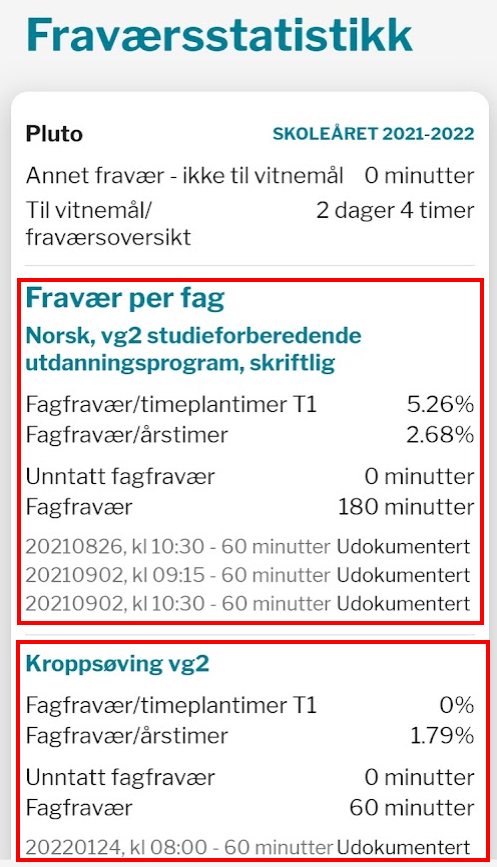 Fraværsstatistikk
Pluto SKOLEÅRET 2021-2022
Annet fravær - ikke til vitnemål 0 minutter
Til vitnemål/ 2 dager 4 timer
fraværsoversikt
Fravær per fag
Norsk, vg2 studieforberedende
utdanningsprogram, skriftlig
Fagfravær/timeplantimer T1 5.26%
Fagfravær/årstimer 2.68%
Unntatt fagfravær 0 minutter
Fagfravær 180 minutter
20210826, kl 10:30 - 60 minutter Udokumentert
20210902, kl 09:15 - 60 minutter Udokumentert
20210902, kl 10:30 - 60 minutter Udokumentert
Kroppsøving vg2
Fagfravær/timeplantimer T1 0%
Fagfravær/årstimer 1.79%
Unntatt fagfravær 0 minutter
Fagfravær 60 minutter
20220124, kl 08:00 - 60 minutter Udokumentert